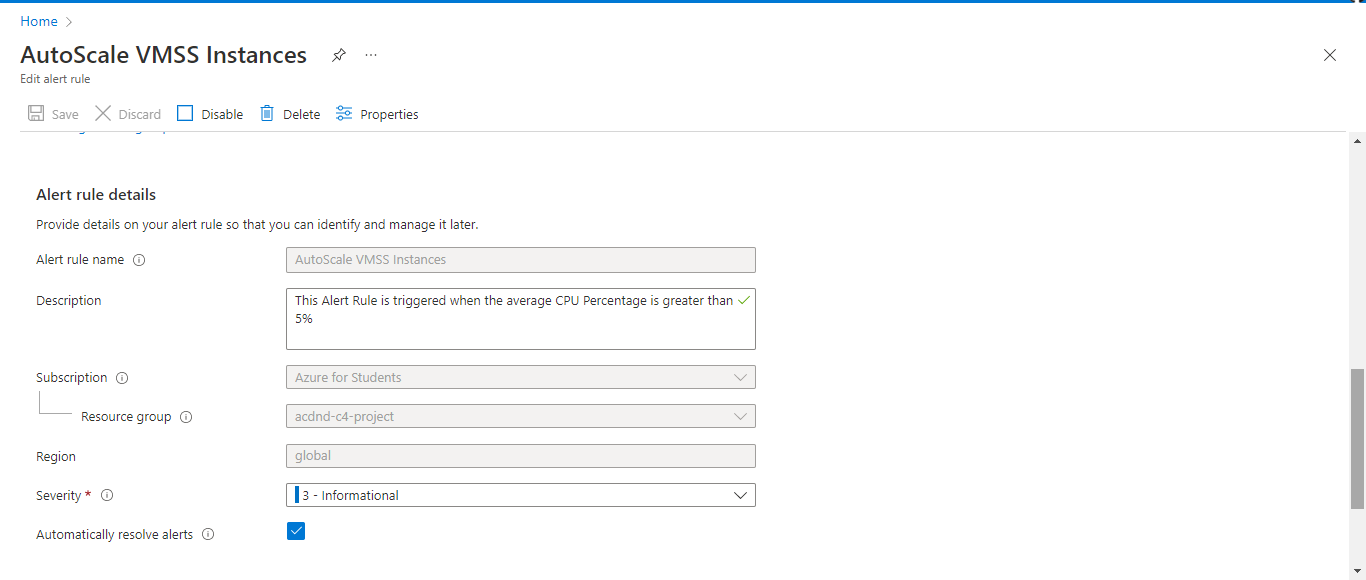 Home
AutoScale VMSS Instances
Edit alert rule
Save Discard Disable Delete Properties
Alert rule details
Provide details on your alert rule so that you can identify and manage it later.
Alert rule name AutoScale VMSS Instances
Description This Alert Rule is triggered when the average CPU Percentage is greater than
5%
Subscription Azure for Students
Resource group acdnd-c4-project
Region global
Severity * 3 - Informational
Automatically resolve alerts